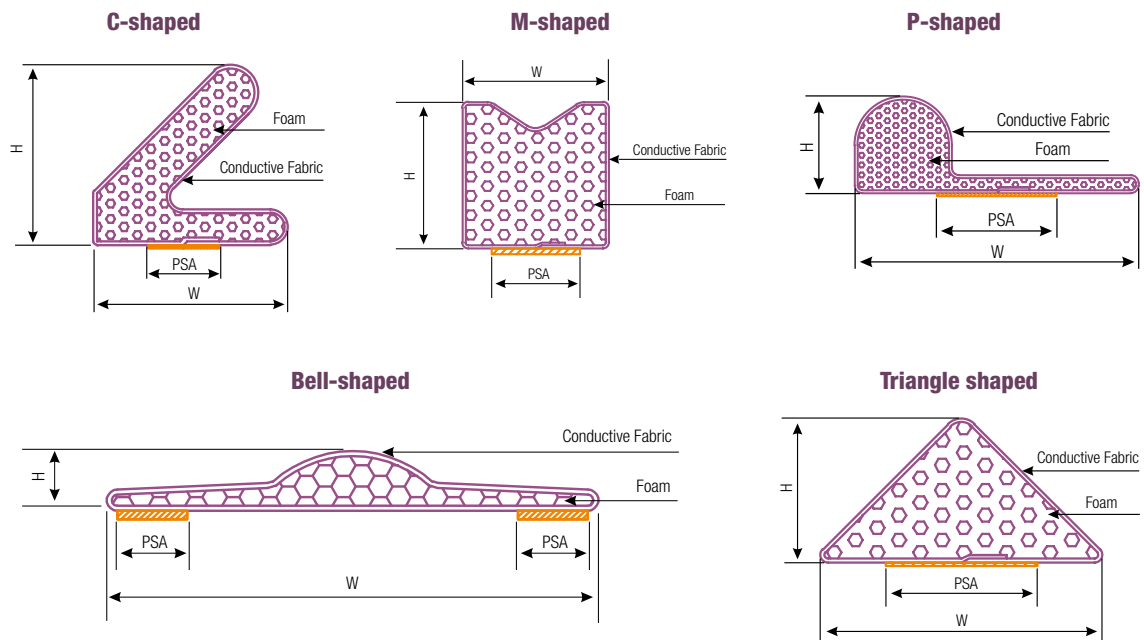 C-shaped
M-shaped
P-shaped
H
Foam
Conductive Fabric
PSA
W
W
H
Conductive Fabric
Foam
PSA
H
Conductive Fabric
Foam
PSA
W
Bell-shaped
Triangle shaped
H
Conductive Fabric
Foam
PSA
PSA
W
H
Conductive Fabric
Foam
PSA
W